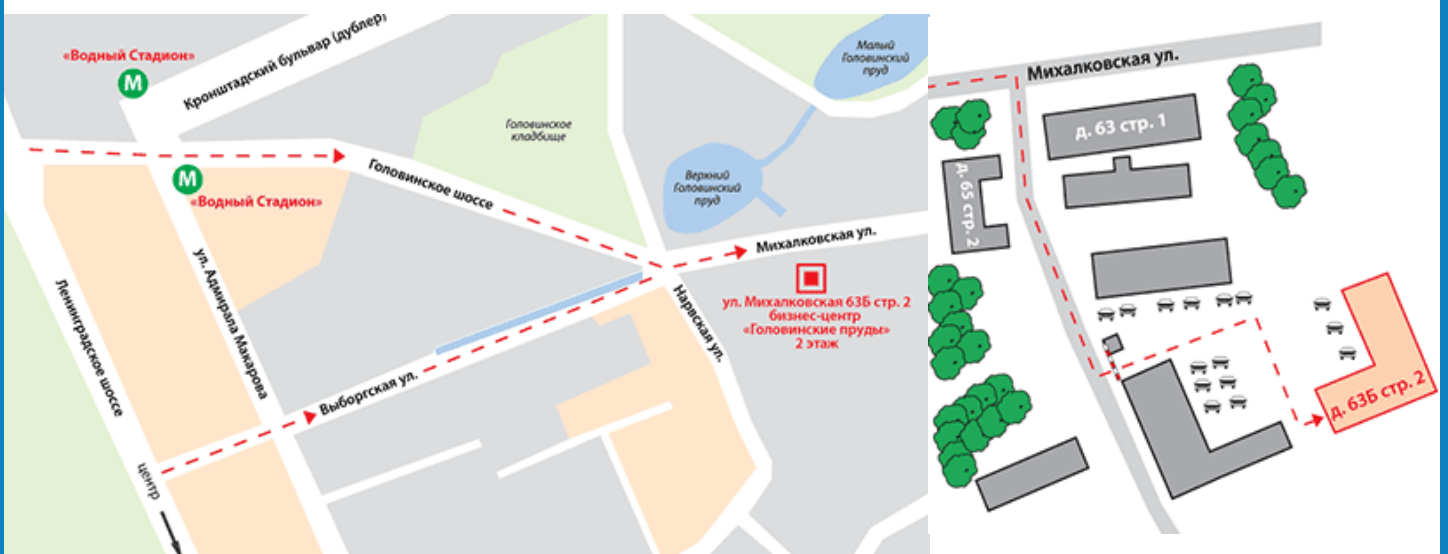 «Водный Стадион»
М
Кронштадский бульвар (дублер)
Малый
Головинский
пруд
Головинское
кладбище
Головинское шоссе
М
«Водный Стадион»
Верхний
Головинский
пруд
Михалковская ул.
ул. Михалковская 63Б стр. 2
бизнес-центр
«Головинские пруды»
2 этаж
Ленинградское шоссе
ул. Адмирала Макарова
Нарвская ул.
Выборгская ул.
центр
Михалковская ул.
д. 63 стр. 1
д. 65 стр. 2
д. 63Б стр. 2